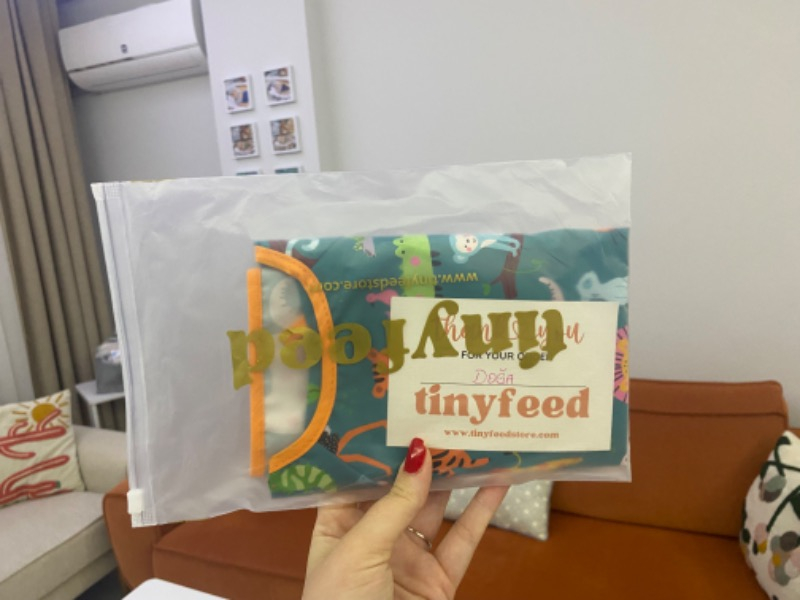 www.tinyfeedstore.com
tinyfeed
Thank you
FOR YOUR ORDER
DOĞA
tinyfeed
www.tinyfeedstore.com